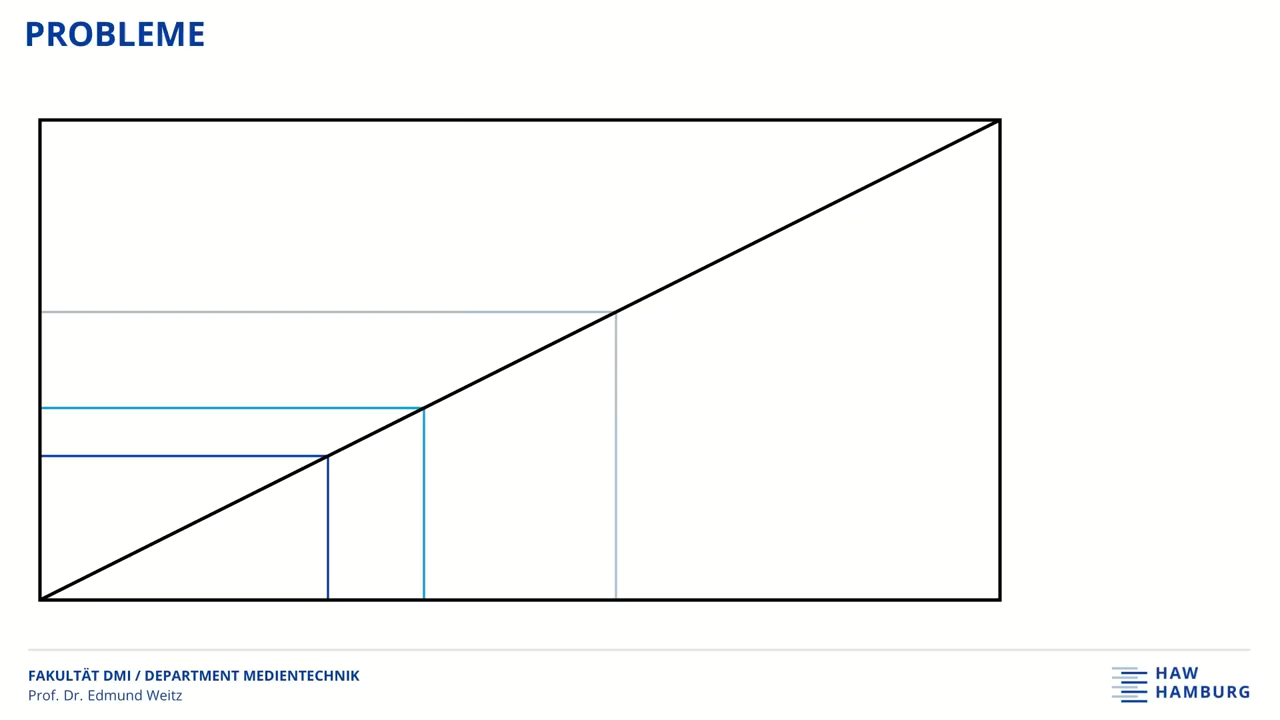 PROBLEME
FAKULTÄT DMI / DEPARTMENT MEDIENTECHNIK
Prof. Dr. Edmund Weitz
HAW
HAMBURG